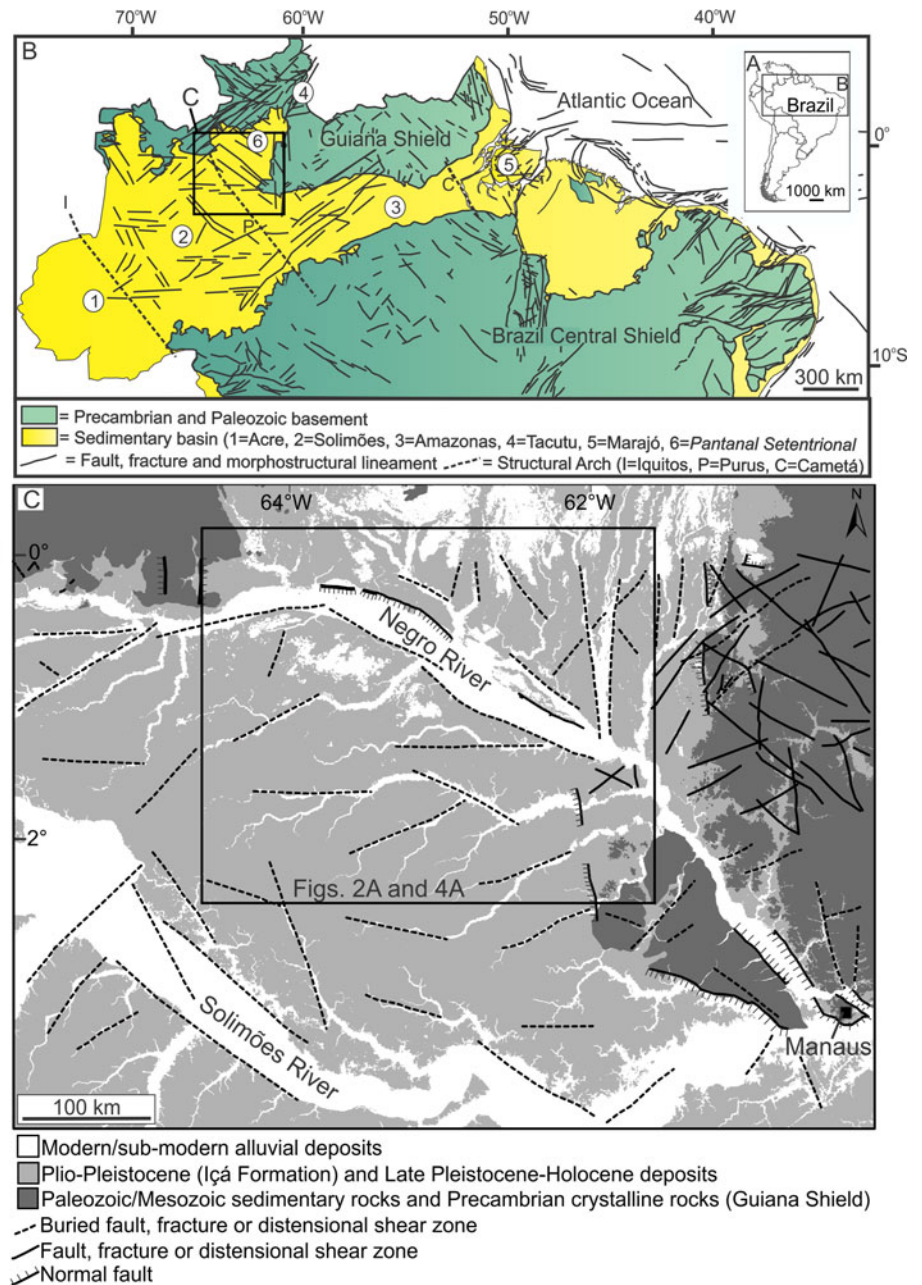 70°W 60°W 50°W 40°W
B
A
B
Brazil
1000 km
4
C
Atlantic Ocean
0°
6
Guiana Shield
5
C
I
3
2
P
1
Brazil Central Shield
10°S
300 km
= Precambrian and Paleozoic basement
= Sedimentary basin (1=Acre, 2=Solimões, 3=Amazonas, 4=Tacutu, 5=Marajó, 6=Pantanal Setentrional
= Fault, fracture and morphostructural lineament = Structural Arch (I=Iquitos, P=Purus, C=Cametá)
C
64°W 62°W
N
0°
Negro River
2°
Figs. 2A and 4A
Solimões River
Manaus
100 km
Modern/sub-modern alluvial deposits
Plio-Pleistocene (Içá Formation) and Late Pleistocene-Holocene deposits
Paleozoic/Mesozoic sedimentary rocks and Precambrian crystalline rocks (Guiana Shield)
Buried fault, fracture or distensional shear zone
Fault, fracture or distensional shear zone
Normal fault